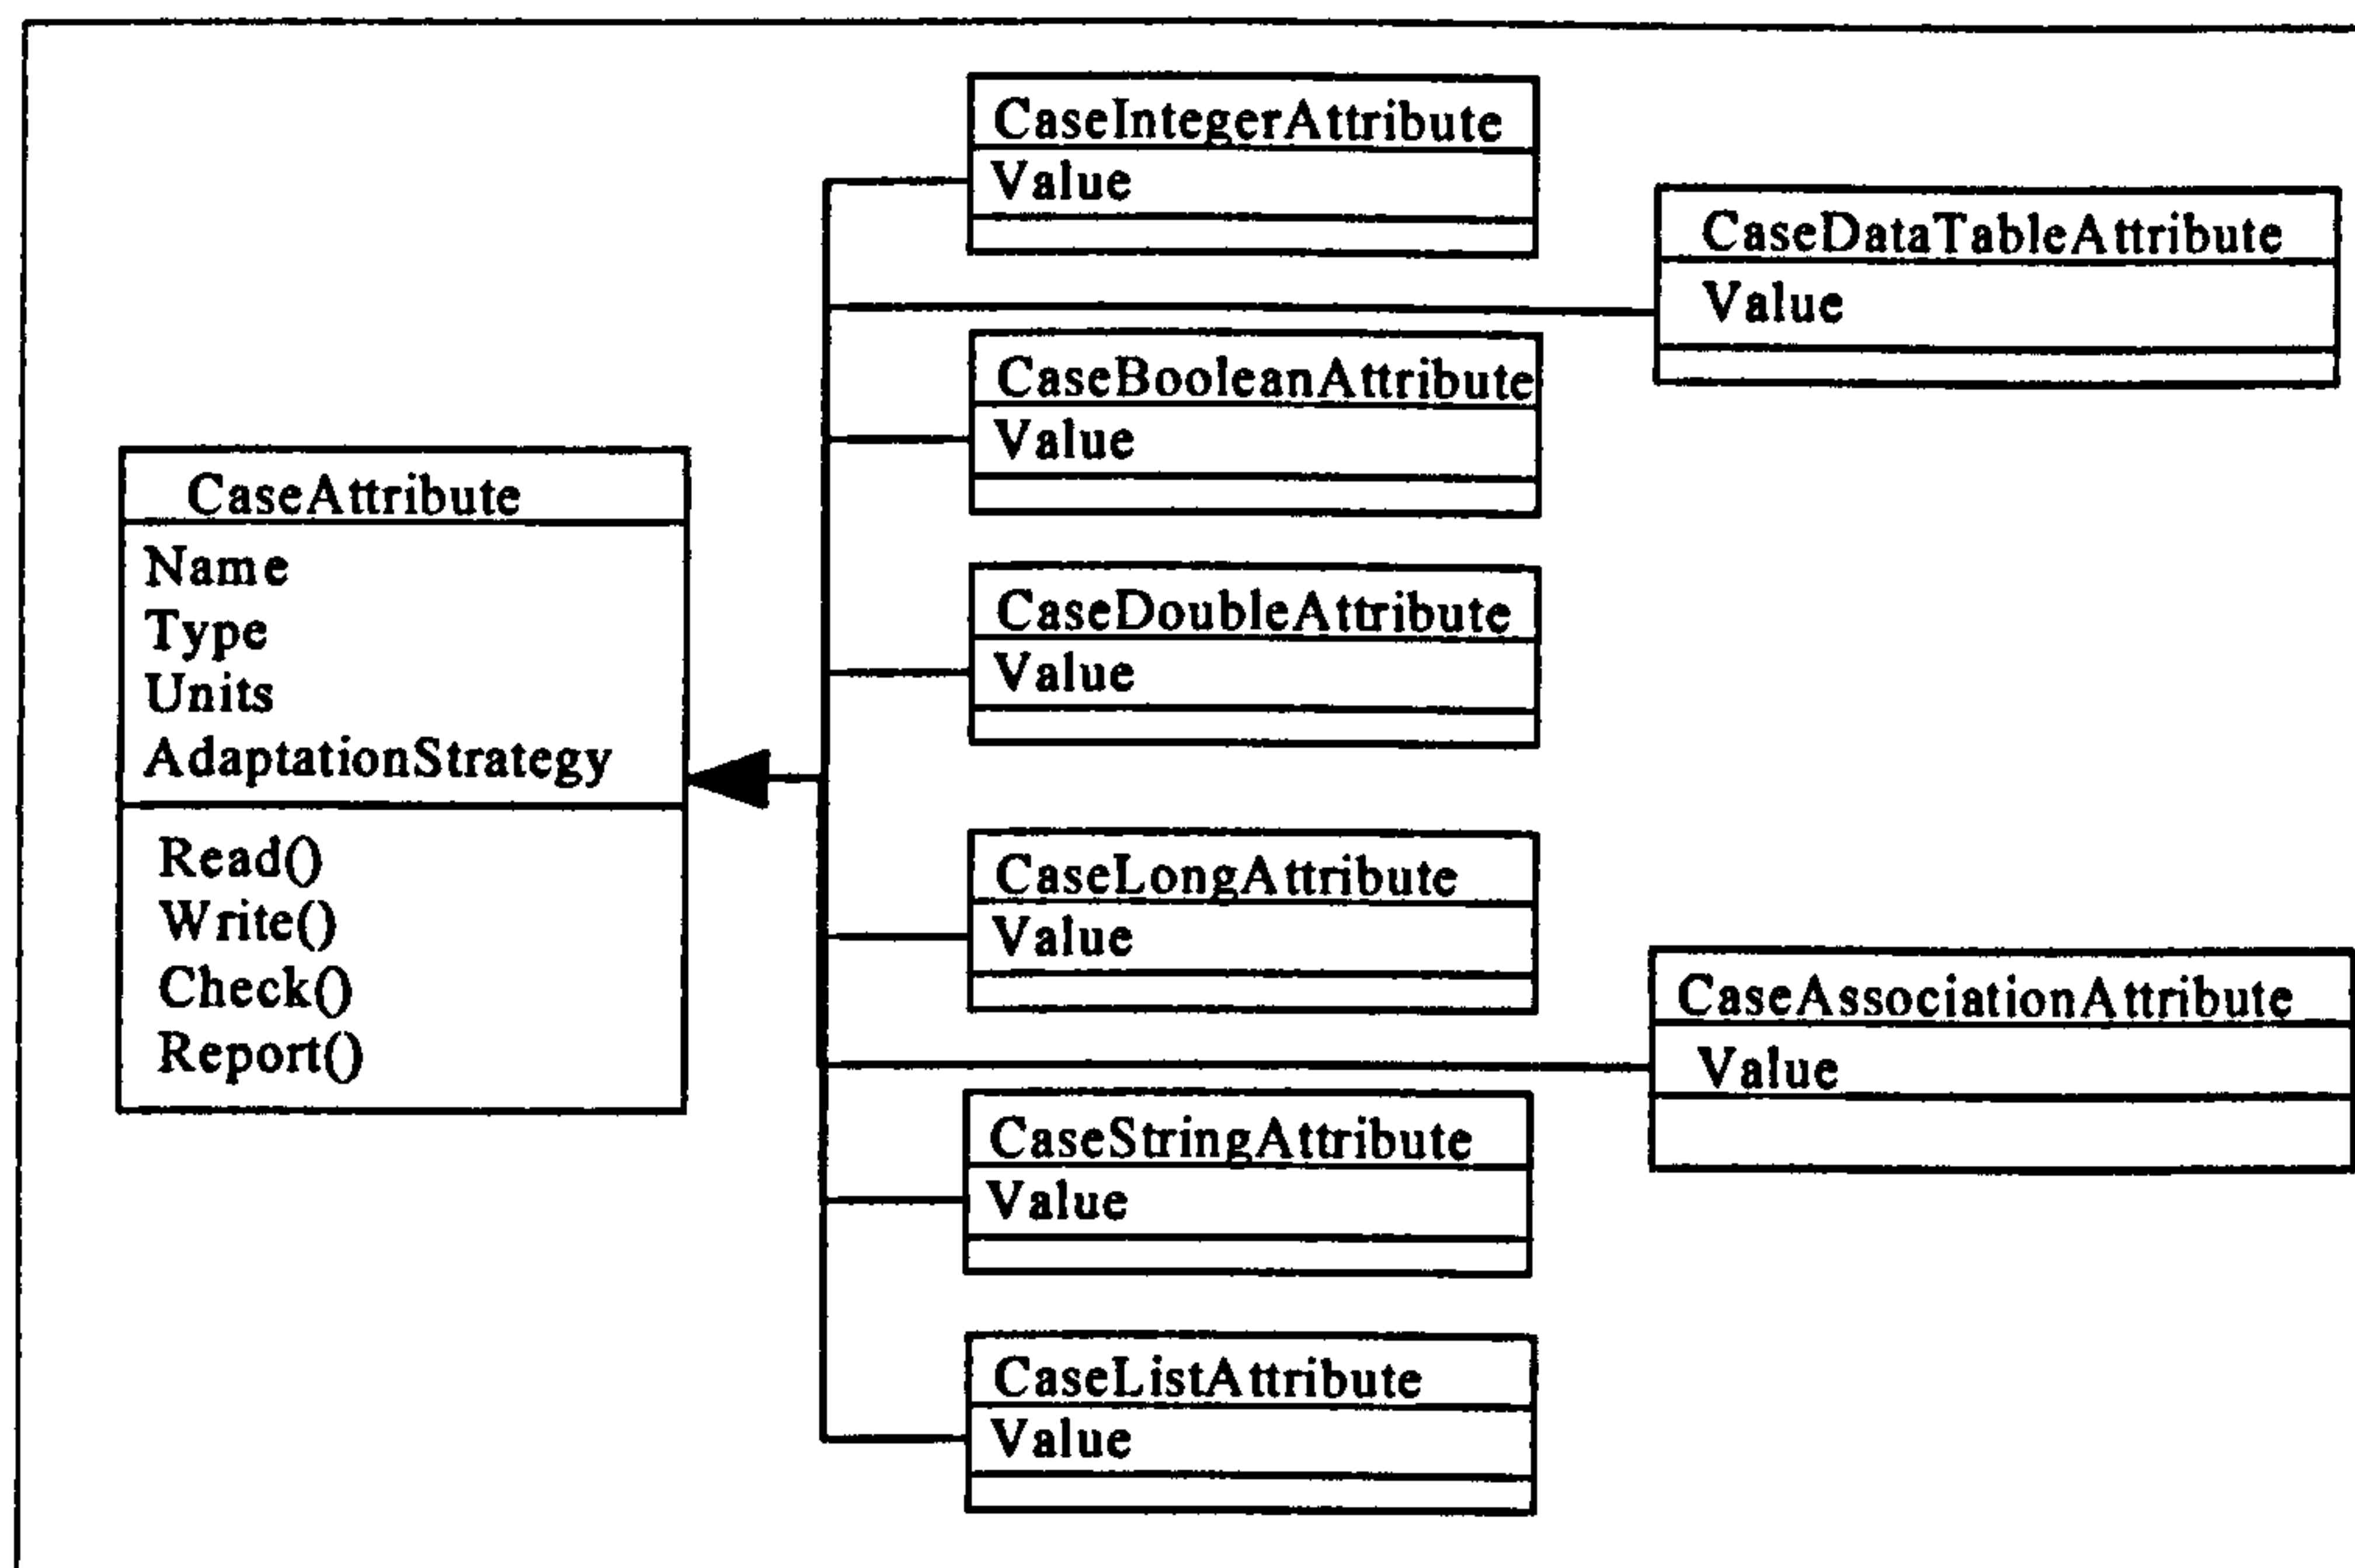 CaseIntegerAttribute
Value
CaseDataTableAttribute
Value
CaseBooleanAttribute
Value
CaseAttribute
Name
Type
Units
AdaptationStrategy
Read()
Write()
Check()
Report()
CaseDoubleAttribute
Value
CaseLongAttribute
Value
CaseAssociationAttribute
Value
CaseStringAttribute
Value
CaseListAttribute
Value